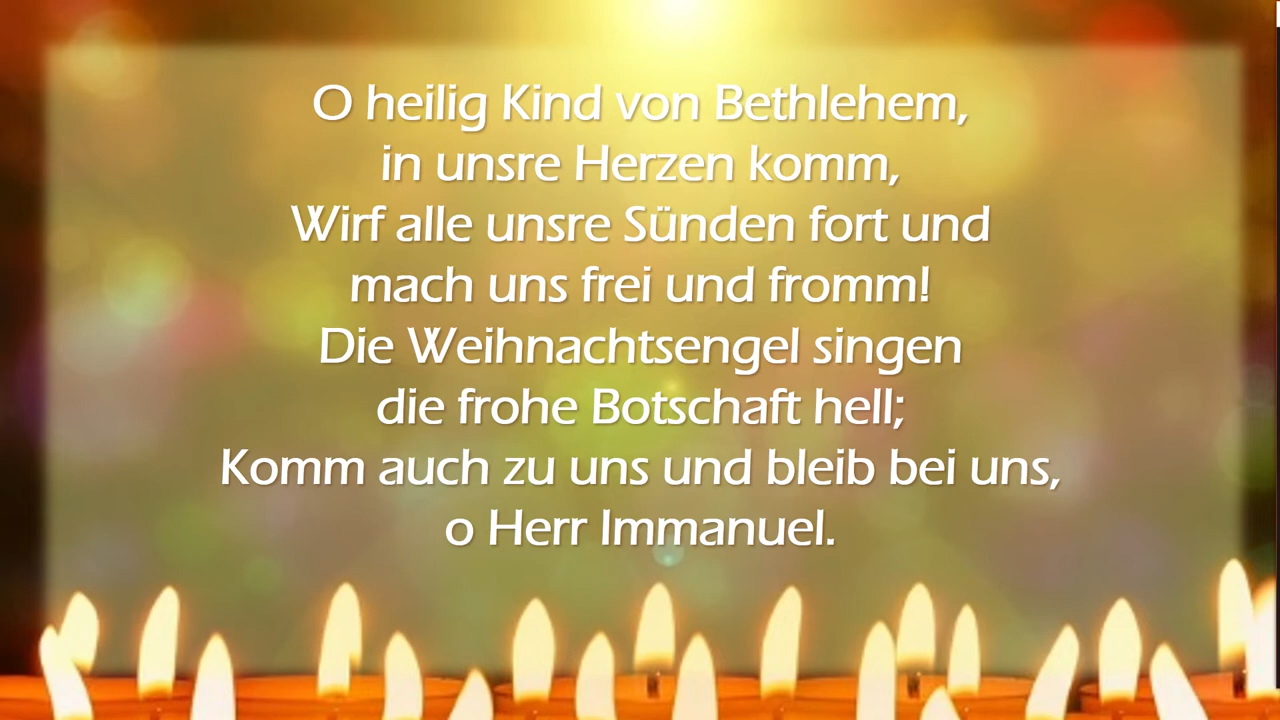 O heilig Kind von Bethlehem,
in unsre Herzen komm,
Wirf alle unsre Sünden fort und
mach uns frei und fromm!
Die Weihnachtsengel singen
die frohe Botschaft hell;
Komm auch zu uns und bleib bei uns,
o Herr Immanuel.